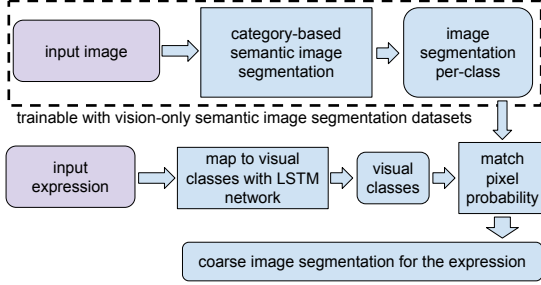 input image
category-based
semantic image
segmentation
image
segmentation
per-class
trainable with vision-only semantic image segmentation datasets
input
expression
map to visual
classes with LSTM
network
visual
classes
match
pixel
probability
coarse image segmentation for the expression